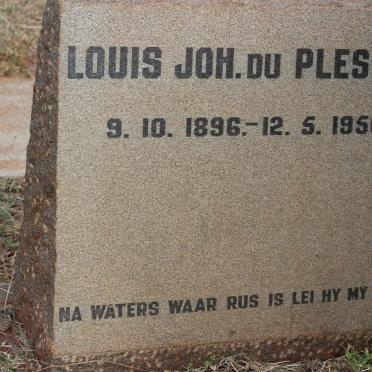 LOUIS JOH. DU PLES
9. 10. 1896.-12. 5. 195
NA WATERS WAAR RUS IS LEI HY MY